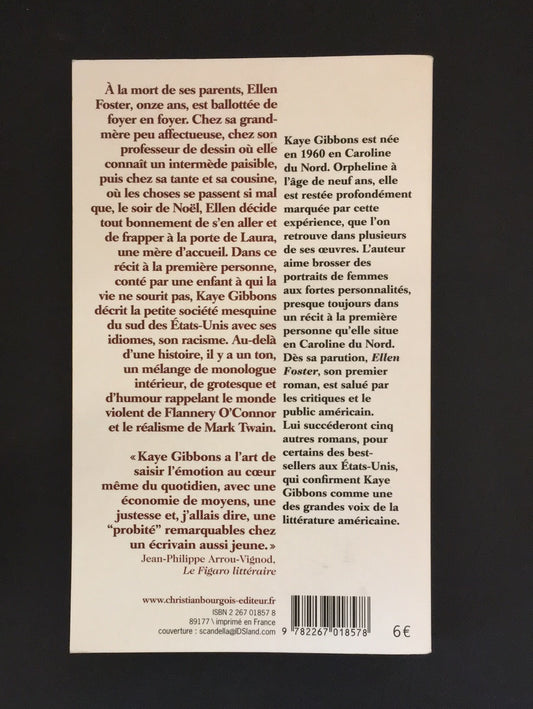 À la mort de ses parents, Ellen
Foster, onze ans, est ballottée de
foyer en foyer. Chez sa grand-
mère peu affectueuse, chez son
professeur de dessin où elle
connaît un intermède paisible,
puis chez sa tante et sa cousine,
où les choses se passent si mal
que, le soir de Noël, Ellen décide
tout bonnement de s'en aller et
de frapper à la porte de Laura,
une mère d'accueil. Dans ce
récit à la première personne,
conté par une enfant à qui la
vie ne sourit pas, Kaye Gibbons
décrit la petite société mesquine
du sud des États-Unis avec ses
idiomes, son racisme. Au-delà
d'une histoire, il y a un ton,
un mélange de monologue
intérieur, de grotesque et
d'humour rappelant le monde
violent de Flannery O'Connor
et le réalisme de Mark Twain.
« Kaye Gibbons a l'art de
saisir l'émotion au cœur
même du quotidien, avec une
économie de moyens, une
justesse et, j'allais dire, une
"probité" remarquables chez
un écrivain aussi jeune. »
Jean-Philippe Arrou-Vignod,
Le Figaro littéraire
Kaye Gibbons est née
en 1960 en Caroline
du Nord. Orpheline à
l'âge de neuf ans, elle
est restée profondément
marquée par cette
expérience, que l'on
retrouve dans plusieurs
de ses œuvres. L'auteur
aime brosser des
portraits de femmes
aux fortes personnalités,
presque toujours dans
un récit à la première
personne qu'elle situe
en Caroline du Nord.
Dès sa parution, Ellen
Foster, son premier
roman, est salué par
les critiques et le
public américain.
Lui succéderont cinq
autres romans, pour
certains des best-
sellers aux États-Unis,
qui confirment Kaye
Gibbons comme une
des grandes voix de la
littérature américaine.
www.christianbourgois-editeur.fr
ISBN 2 267 01857 8
89177 \ imprimé en France
couverture : scandella@IDSland.com
9 782267 018578
6€